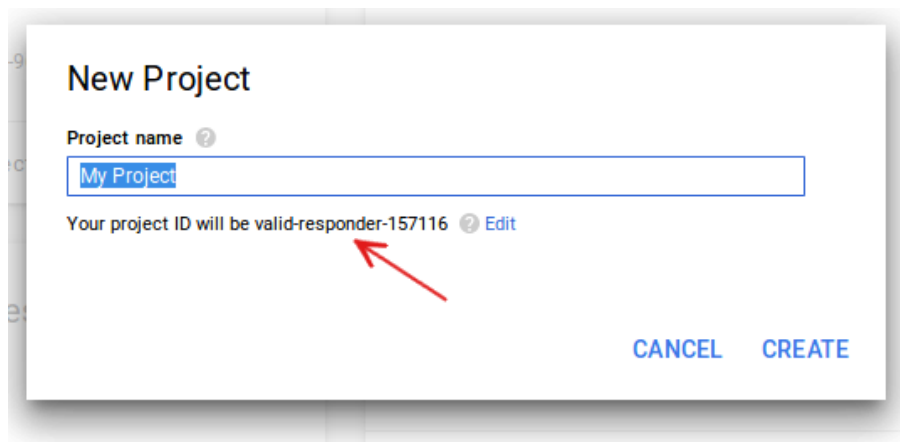 New Project
Project name ?
My Project
Your project ID will be valid-responder-157116 ? Edit
CANCEL CREATE